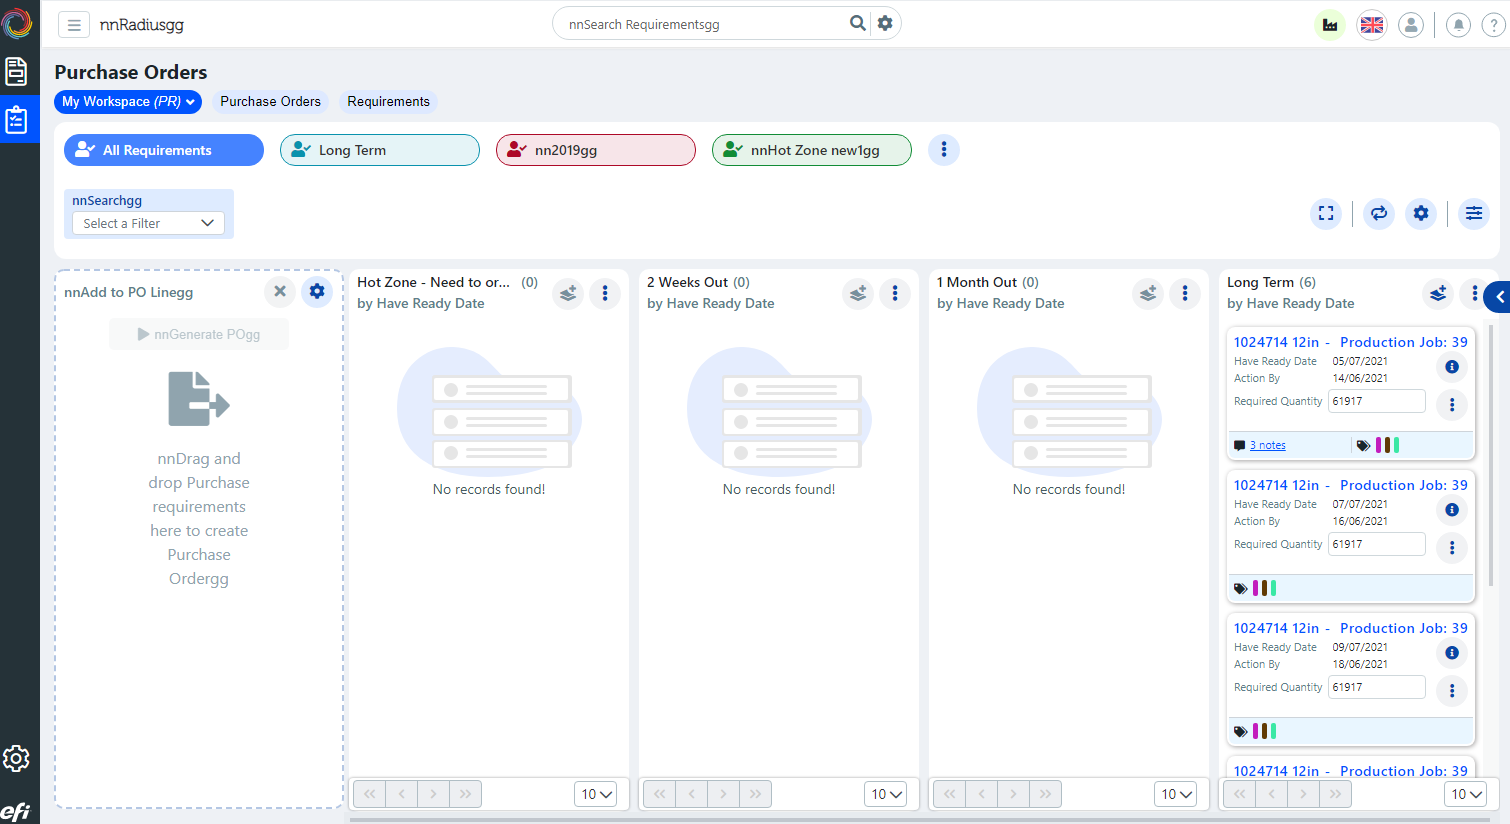 nnRadiusgg
nnSearch Requirementsgg
Purchase Orders
My Workspace (PR)
Purchase Orders
Requirements
All Requirements
Long Term
nn2019gg
nnHot Zone new1gg
nnSearchgg
Select a Filter
nnAdd to PO Linegg
nnGenerate POgg
nnDrag and
drop Purchase
requirements
here to create
Purchase
Ordergg
Hot Zone - Need to or... (0)
by Have Ready Date
No records found!
10
2 Weeks Out (0)
by Have Ready Date
No records found!
10
1 Month Out (0)
by Have Ready Date
No records found!
10
Long Term (6)
by Have Ready Date
1024714 12in - Production Job: 39
Have Ready Date 05/07/2021
Action By 14/06/2021
Required Quantity 61917
3 notes
1024714 12in - Production Job: 39
Have Ready Date 07/07/2021
Action By 16/06/2021
Required Quantity 61917
1024714 12in - Production Job: 39
Have Ready Date 09/07/2021
Action By 18/06/2021
Required Quantity 61917
1024714 12in - Production Job: 39
10
efi